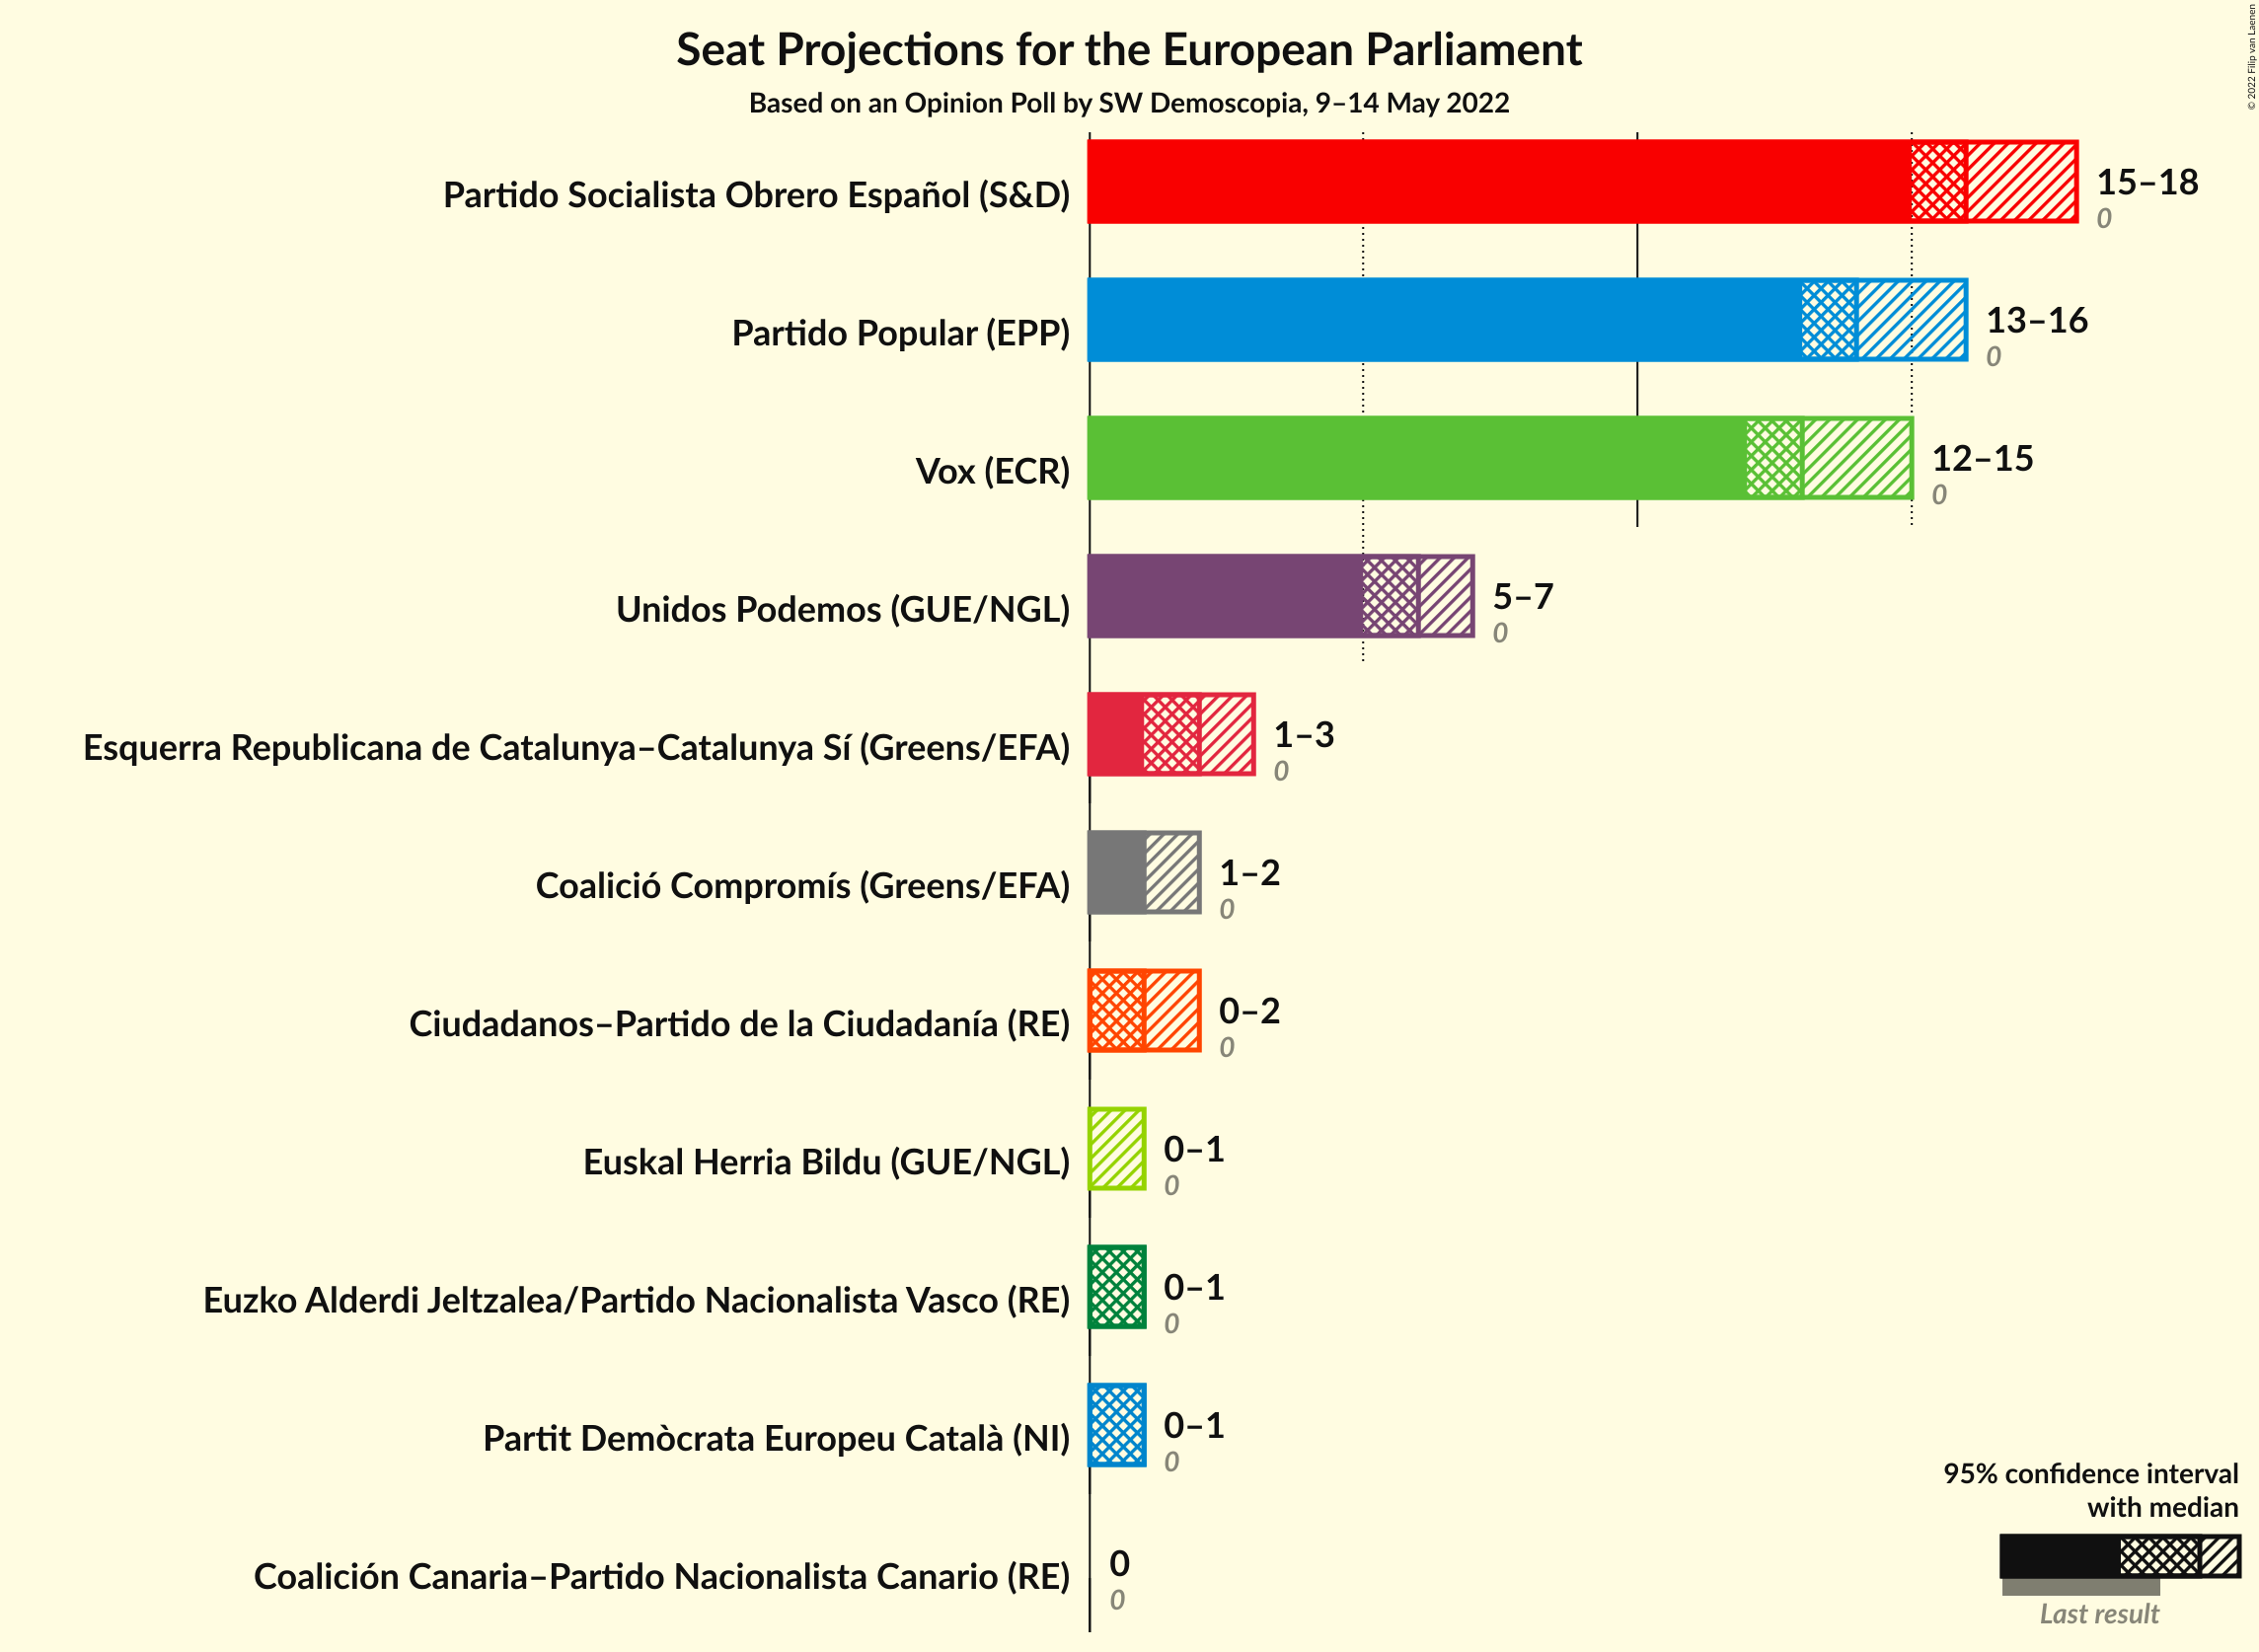 Seat Projections for the European Parliament
Based on an Opinion Poll by SW Demoscopia, 9–14 May 2022
© 2022 Filip van Laenen
Partido Socialista Obrero Español (S&D)
15–18
0
Partido Popular (EPP)
13–16
0
Vox (ECR)
12–15
0
Unidos Podemos (GUE/NGL)
5–7
0
Esquerra Republicana de Catalunya–Catalunya Sí (Greens/EFA)
1–3
0
Coalició Compromís (Greens/EFA)
1–2
0
Ciudadanos–Partido de la Ciudadanía (RE)
0–2
0
Euskal Herria Bildu (GUE/NGL)
0–1
0
Euzko Alderdi Jeltzalea/Partido Nacionalista Vasco (RE)
0–1
0
Partit Demòcrata Europeu Català (NI)
0–1
0
Coalición Canaria–Partido Nacionalista Canario (RE)
0
0
95% confidence interval
with median
Last result